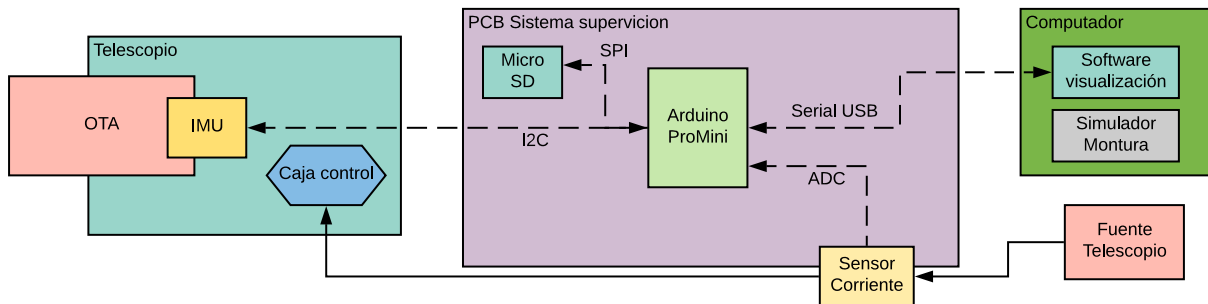 Telescopio
OTA
IMU
Caja control
PCB Sistema supervicion
Micro
SD
SPI
I2C
Arduino
ProMini
Serial USB
ADC
Sensor
Corriente
Computador
Software
visualización
Simulador
Montura
Fuente
Telescopio